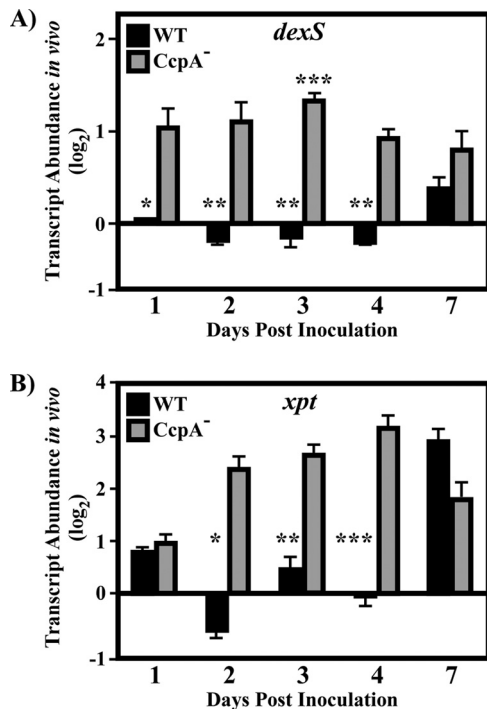 A)
dexS
WT
CcpA⁻
Transcript Abundance in vivo
(log₂)
2
1
0
-1
*
**
**
***
**
1 2 3 4 7
Days Post Inoculation
B)
xpt
WT
CcpA⁻
Transcript Abundance in vivo
(log₂)
4
3
2
1
0
-1
*
**
***
1 2 3 4 7
Days Post Inoculation